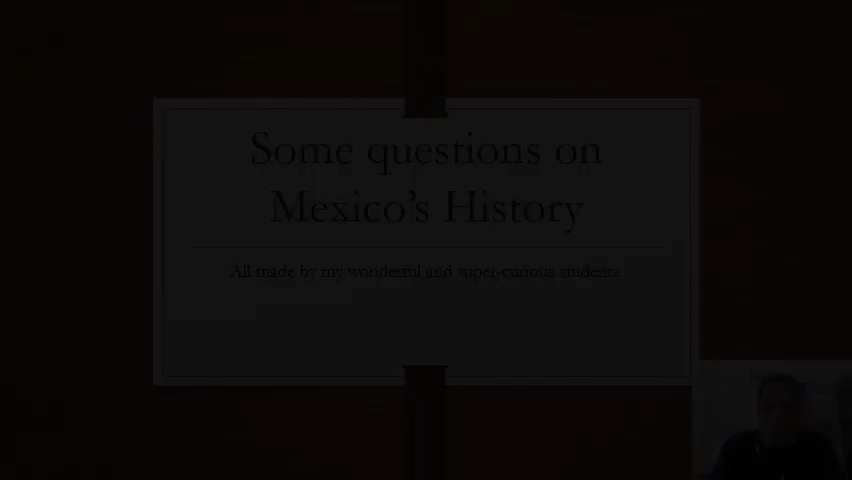 Some questions on
Mexico's History
All made by my wonderful and super-curious students.